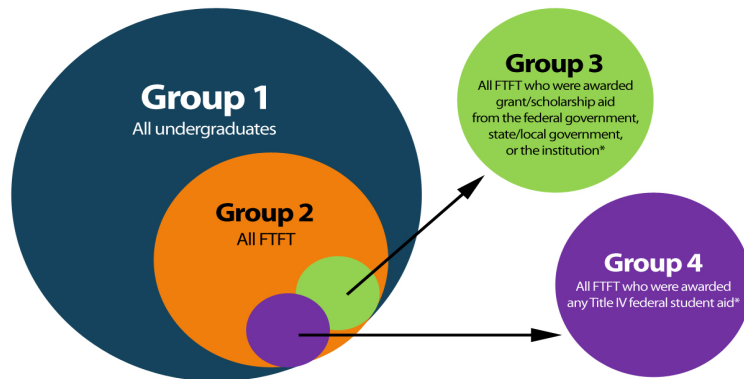 Group 1
All undergraduates
Group 2
All FTFT
Group 3
All FTFT who were awarded
grant/scholarship aid
from the federal government,
state/local government,
or the institution*
Group 4
All FTFT who were awarded
any Title IV federal student aid*